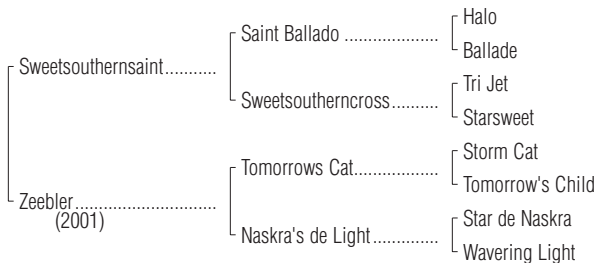 Halo
Saint Ballado ....................
Ballade
Sweetsouthernsaint...........
Tri Jet
Sweetsoutherncross..........
Starsweet
Storm Cat
Tomorrows Cat.................
Tomorrow's Child
Zeebler..............................
(2001)
Star de Naskra
Naskra's de Light..............
Wavering Light